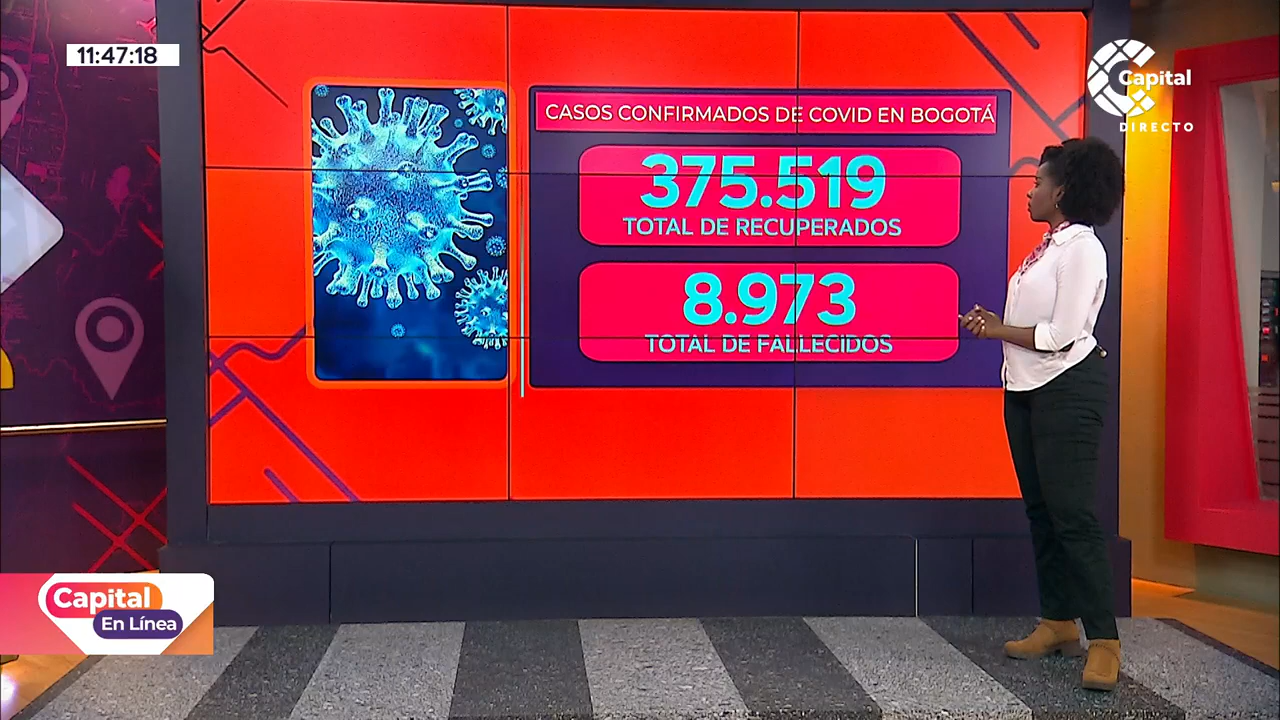 11:47:18
Capital
DIRECTO
CASOS CONFIRMADOS DE COVID EN BOGOTÁ
375.519
TOTAL DE RECUPERADOS
8.973
TOTAL DE FALLECIDOS
Capital
En Línea